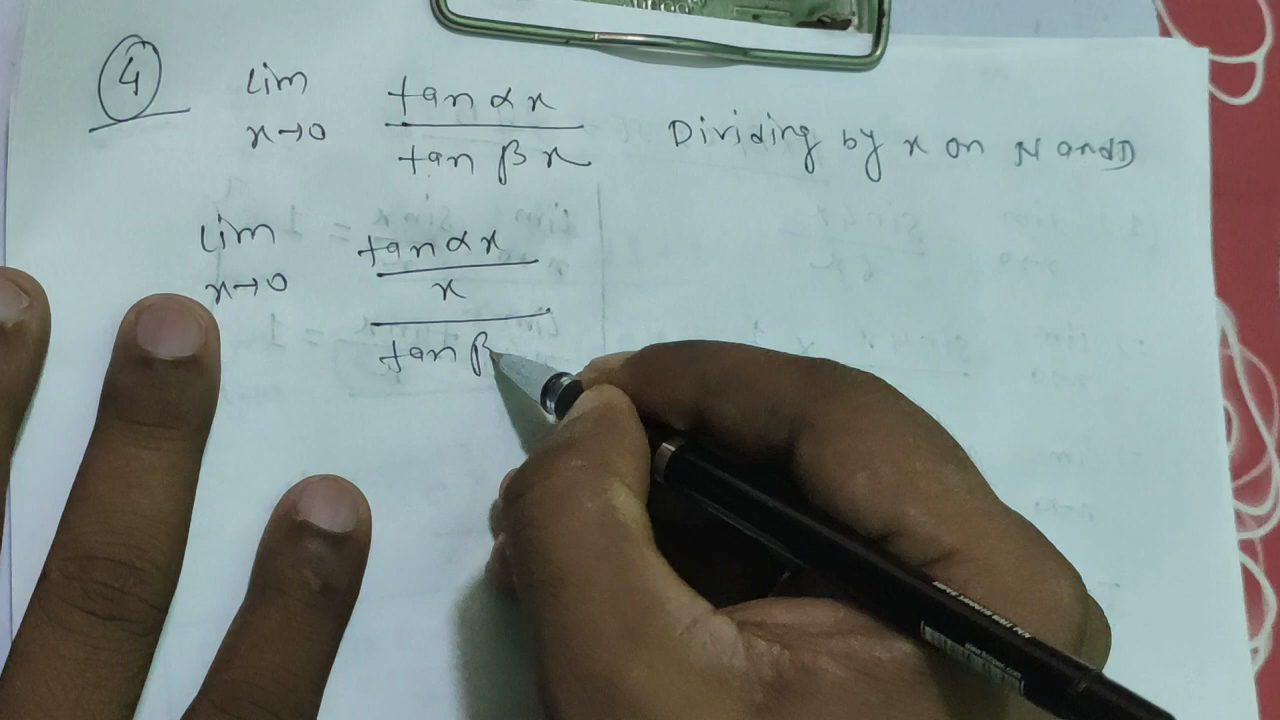 4 lim x→0 tan αx / tan βx Dividing by x on N and D
lim x→0 tan αx / x / tan β